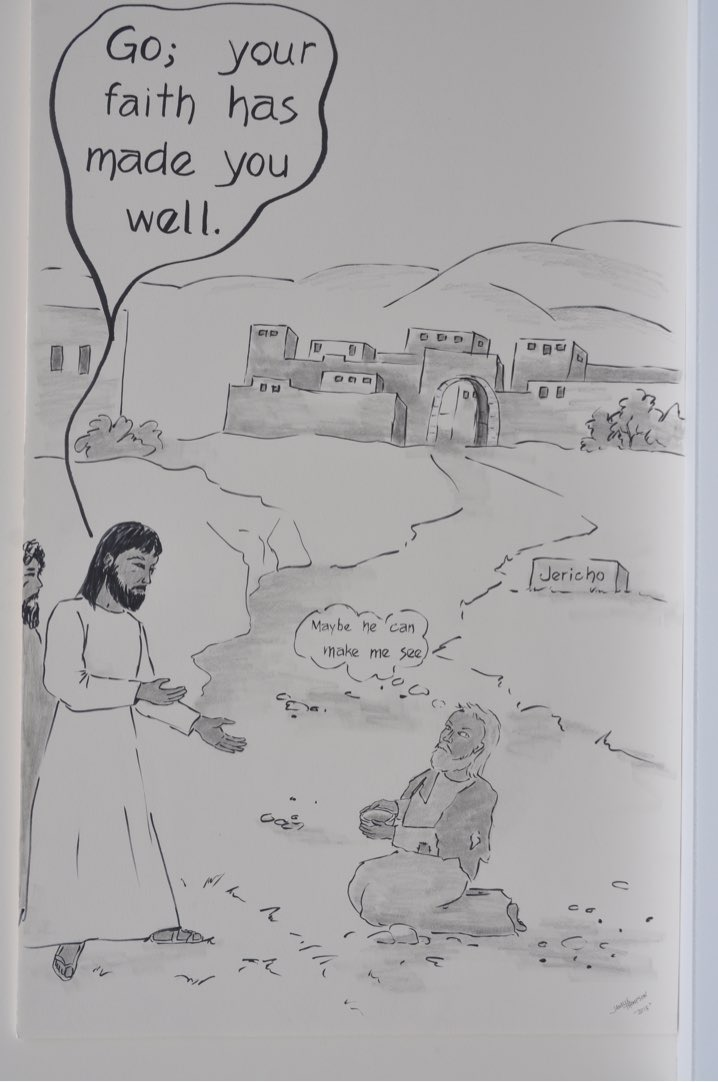 Go; your
faith has
made you
well.
Jericho
Maybe he can
make me see